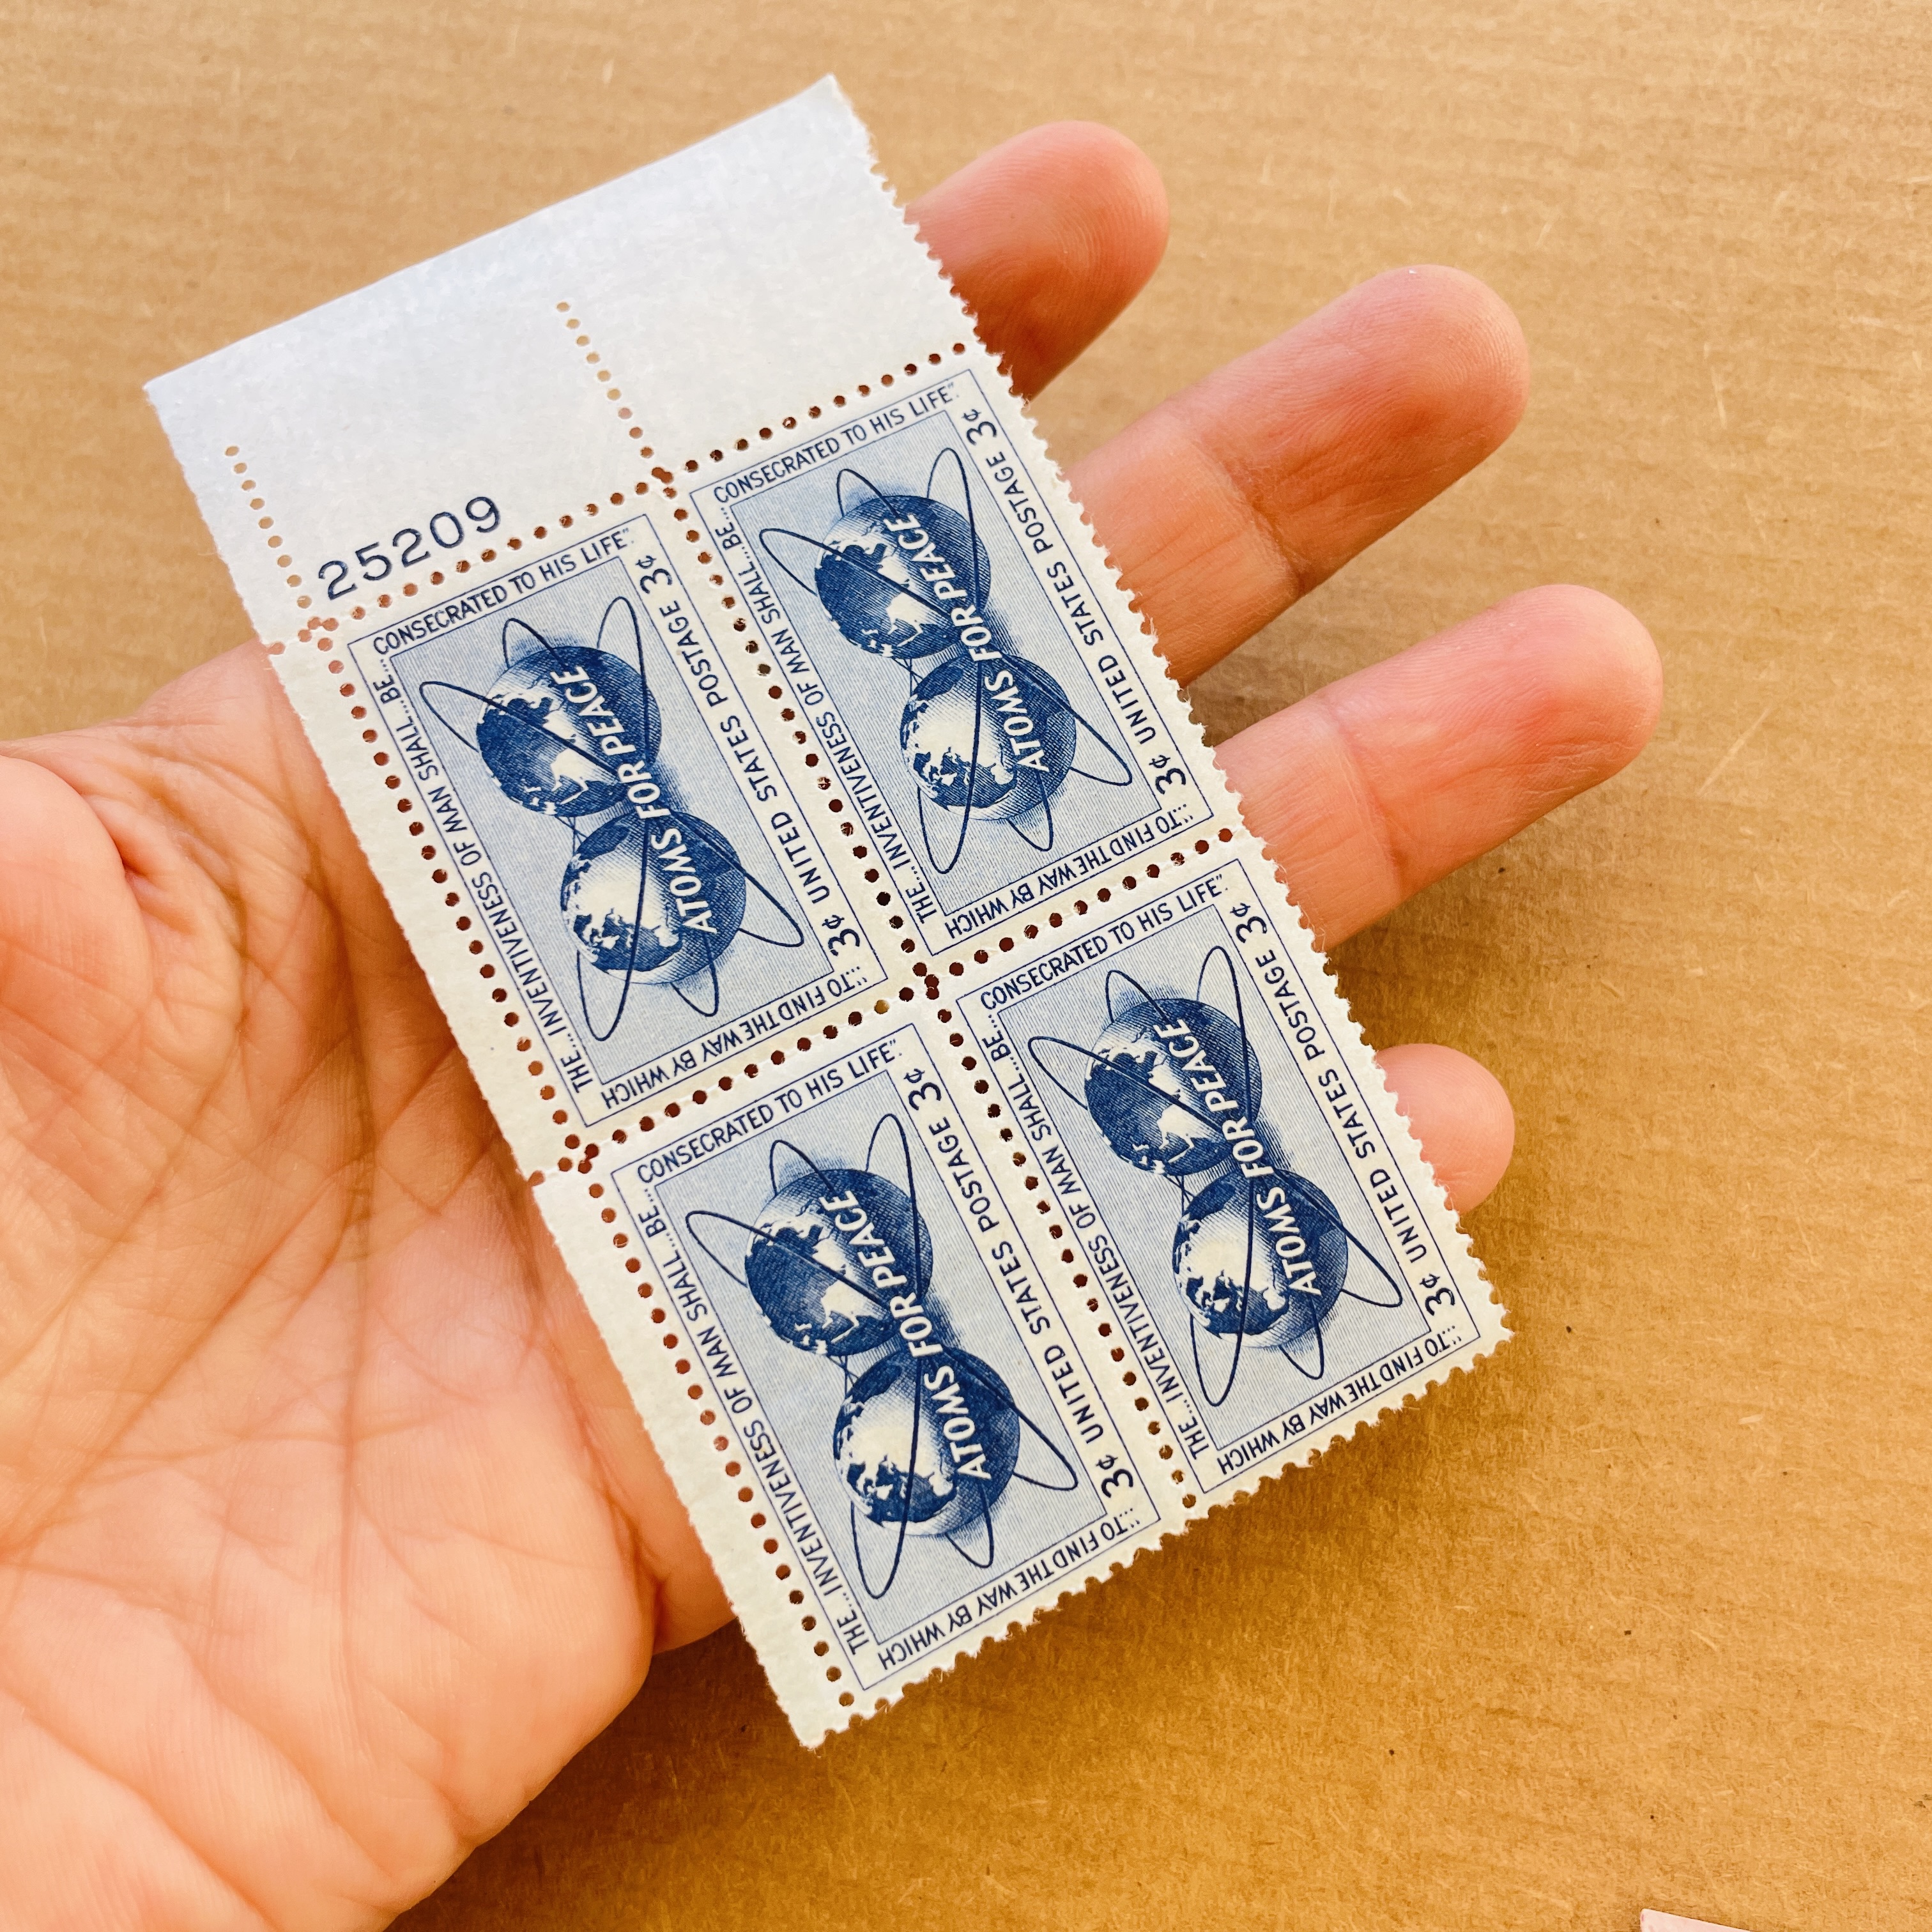 25209
“...TO FIND THE WAY BY WHICH
THE...INVENTIVENESS OF MAN SHALL...BE...
CONSECRATED TO HIS LIFE”.
ATOMS FOR PEACE
3¢ UNITED STATES POSTAGE 3¢
“...TO FIND THE WAY BY WHICH
THE...INVENTIVENESS OF MAN SHALL...BE...
CONSECRATED TO HIS LIFE”.
ATOMS FOR PEACE
3¢ UNITED STATES POSTAGE 3¢
“...TO FIND THE WAY BY WHICH
THE...INVENTIVENESS OF MAN SHALL...BE...
CONSECRATED TO HIS LIFE”.
ATOMS FOR PEACE
3¢ UNITED STATES POSTAGE 3¢
“...TO FIND THE WAY BY WHICH
THE...INVENTIVENESS OF MAN SHALL...BE...
CONSECRATED TO HIS LIFE”.
ATOMS FOR PEACE
3¢ UNITED STATES POSTAGE 3¢